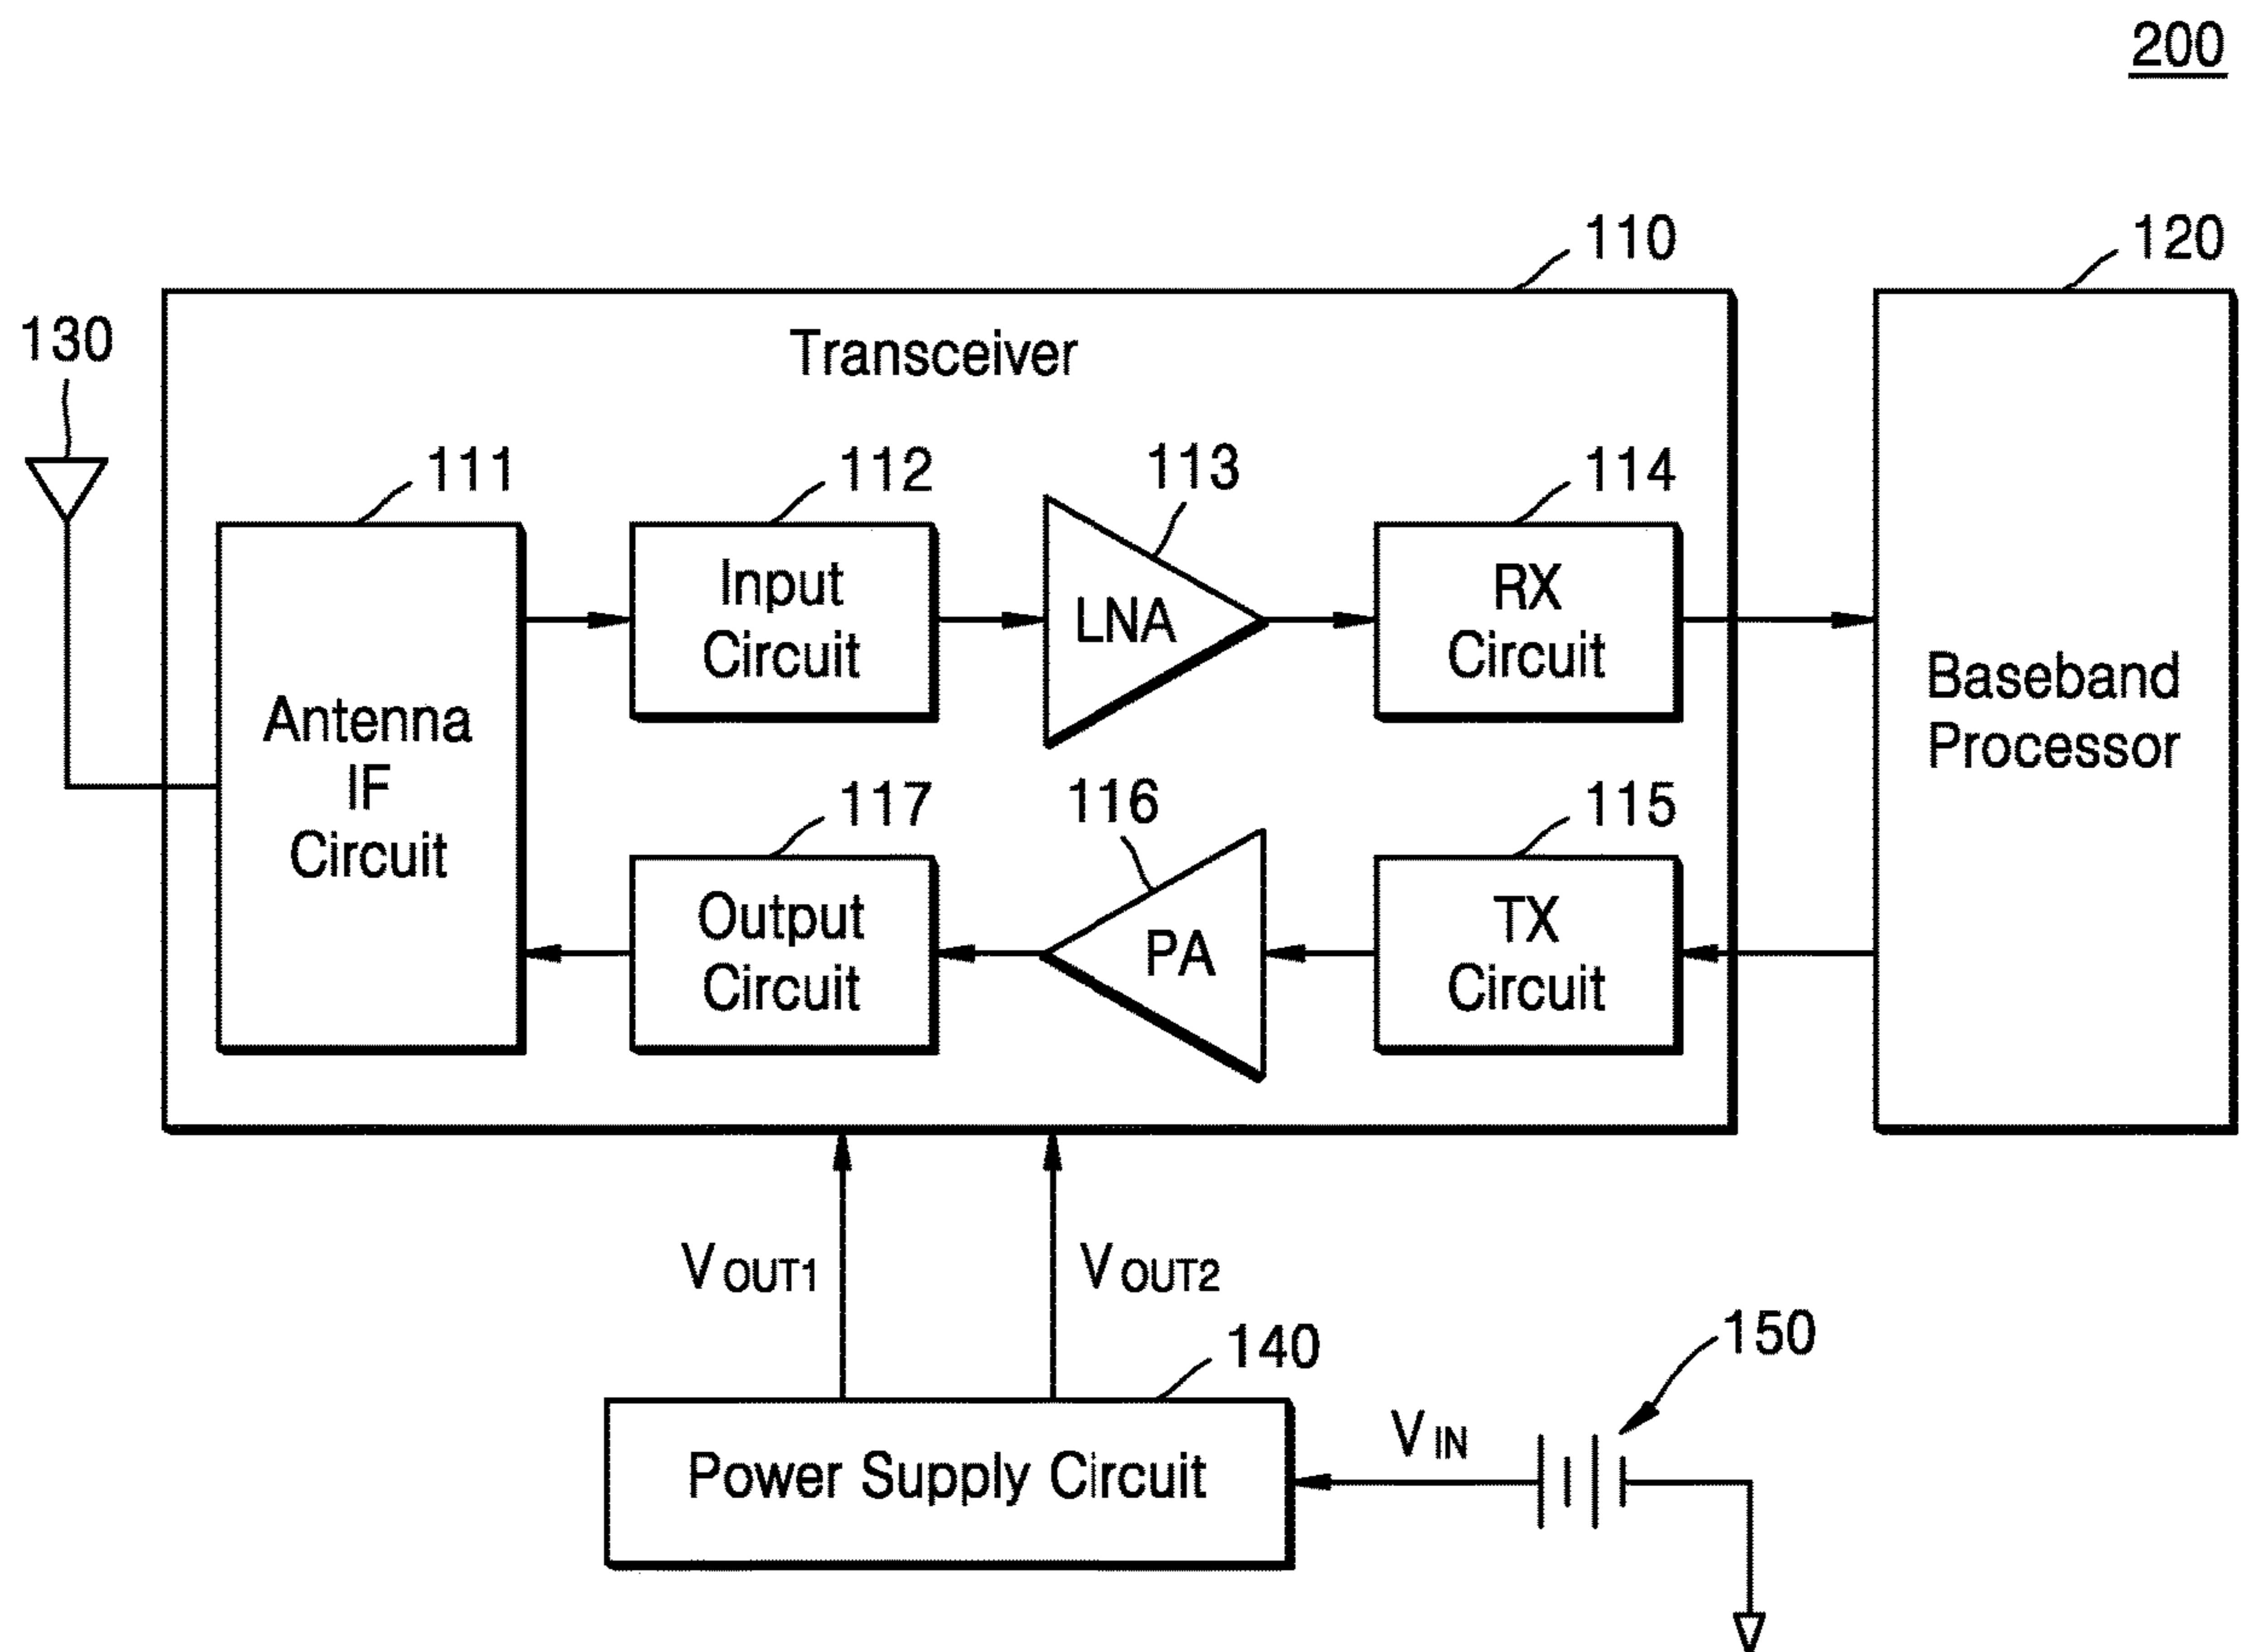 200
110
120
130
Transceiver
111
112
113
114
Input
Circuit
LNA
RX
Circuit
Antenna
IF
Circuit
Baseband
Processor
117
116
115
Output
Circuit
PA
TX
Circuit
VOUT1
VOUT2
140
150
Power Supply Circuit
VIN